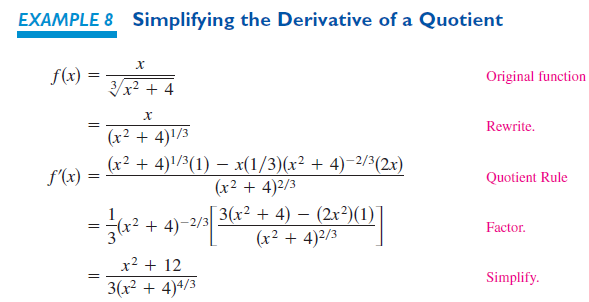 EXAMPLE 8 Simplifying the Derivative of a Quotient
f(x) = x / ∛(x² + 4) Original function
= x / (x² + 4)^1/3 Rewrite.
f′(x) = (x² + 4)^1/3(1) − x(1/3)(x² + 4)^−2/3(2x) / (x² + 4)^2/3 Quotient Rule
= 1/3 (x² + 4)^−2/3 [3(x² + 4) − (2x²)(1) / (x² + 4)^2/3] Factor.
= x² + 12 / 3(x² + 4)^4/3 Simplify.